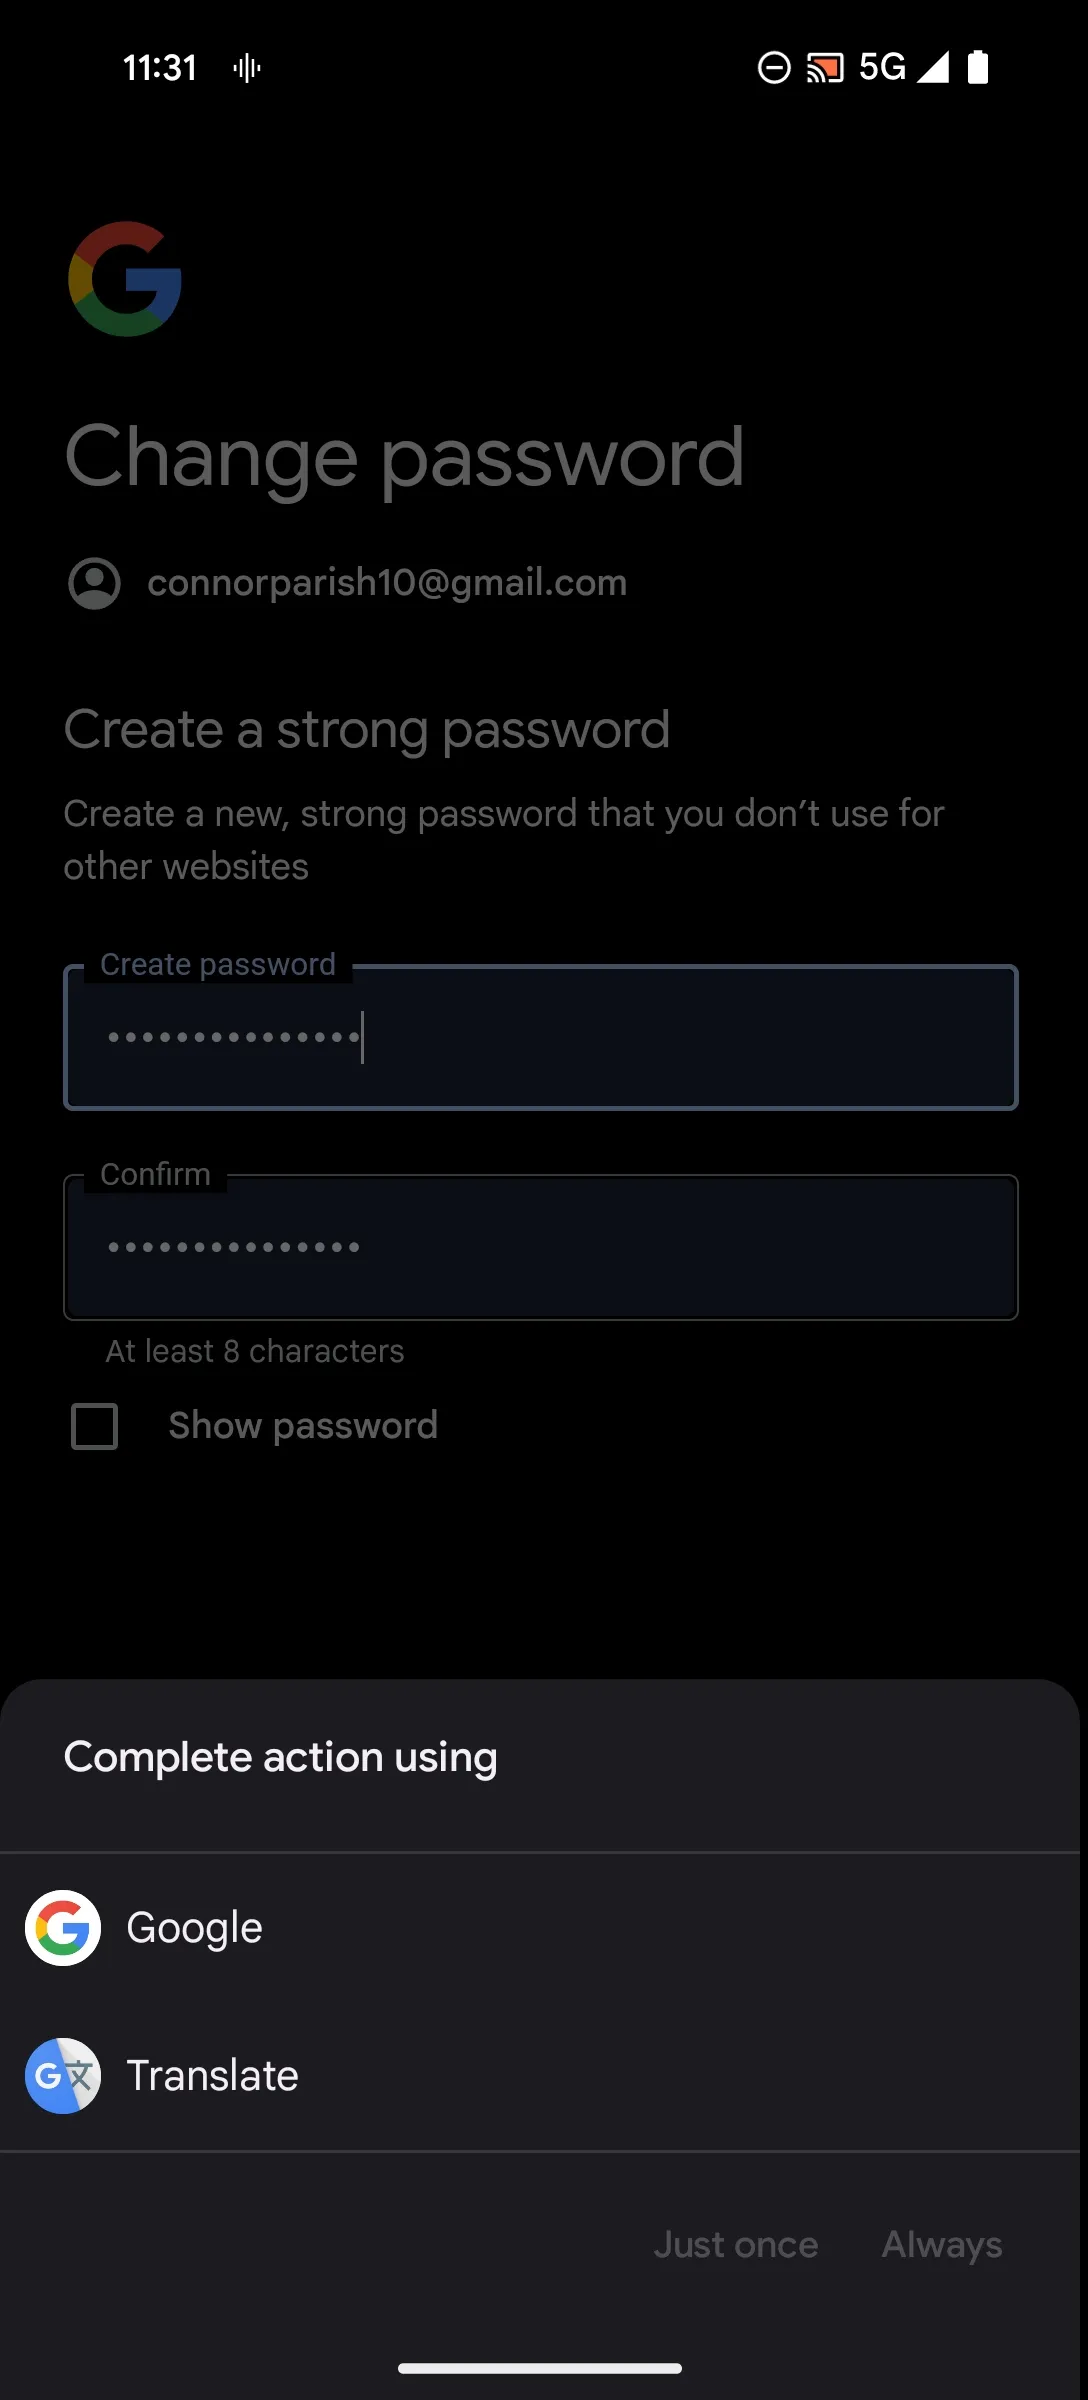 11:31 5G
Change password
connorparish10@gmail.com
Create a strong password
Create a new, strong password that you don’t use for
other websites
Create password
•••••••••••••••
Confirm
•••••••••••••••
At least 8 characters
Show password
Complete action using
Google
Translate
Just once Always